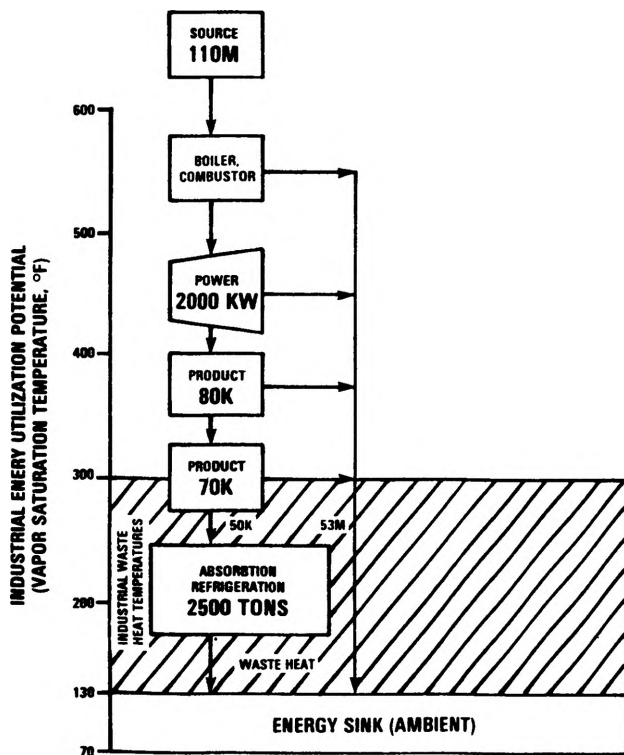 SOURCE
110M
600
BOILER,
COMBUSTOR
500
POWER
2000 KW
400
PRODUCT
80K
PRODUCT
70K
300
50K
53M
ABSORPTION
REFRIGERATION
2500 TONS
200
WASTE HEAT
130
ENERGY SINK (AMBIENT)
70
INDUSTRIAL ENERY UTILIZATION POTENTIAL
(VAPOR SATURATION TEMPERATURE, °F)
INDUSTRIAL WASTE
HEAT TEMPERATURES